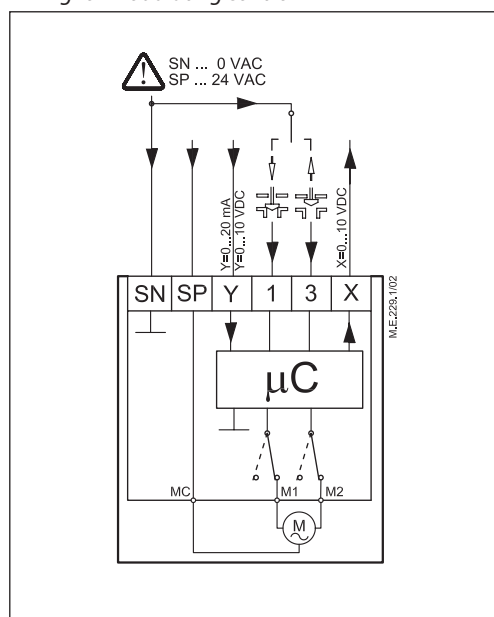 SN ... 0 VAC
SP ... 24 VAC
Y=0...20 mA
Y=0...10 VDC
X=0...10 VDC
SN SP Y 1 3 X
M.E.229.1/02
µC
MC M1 M2
M